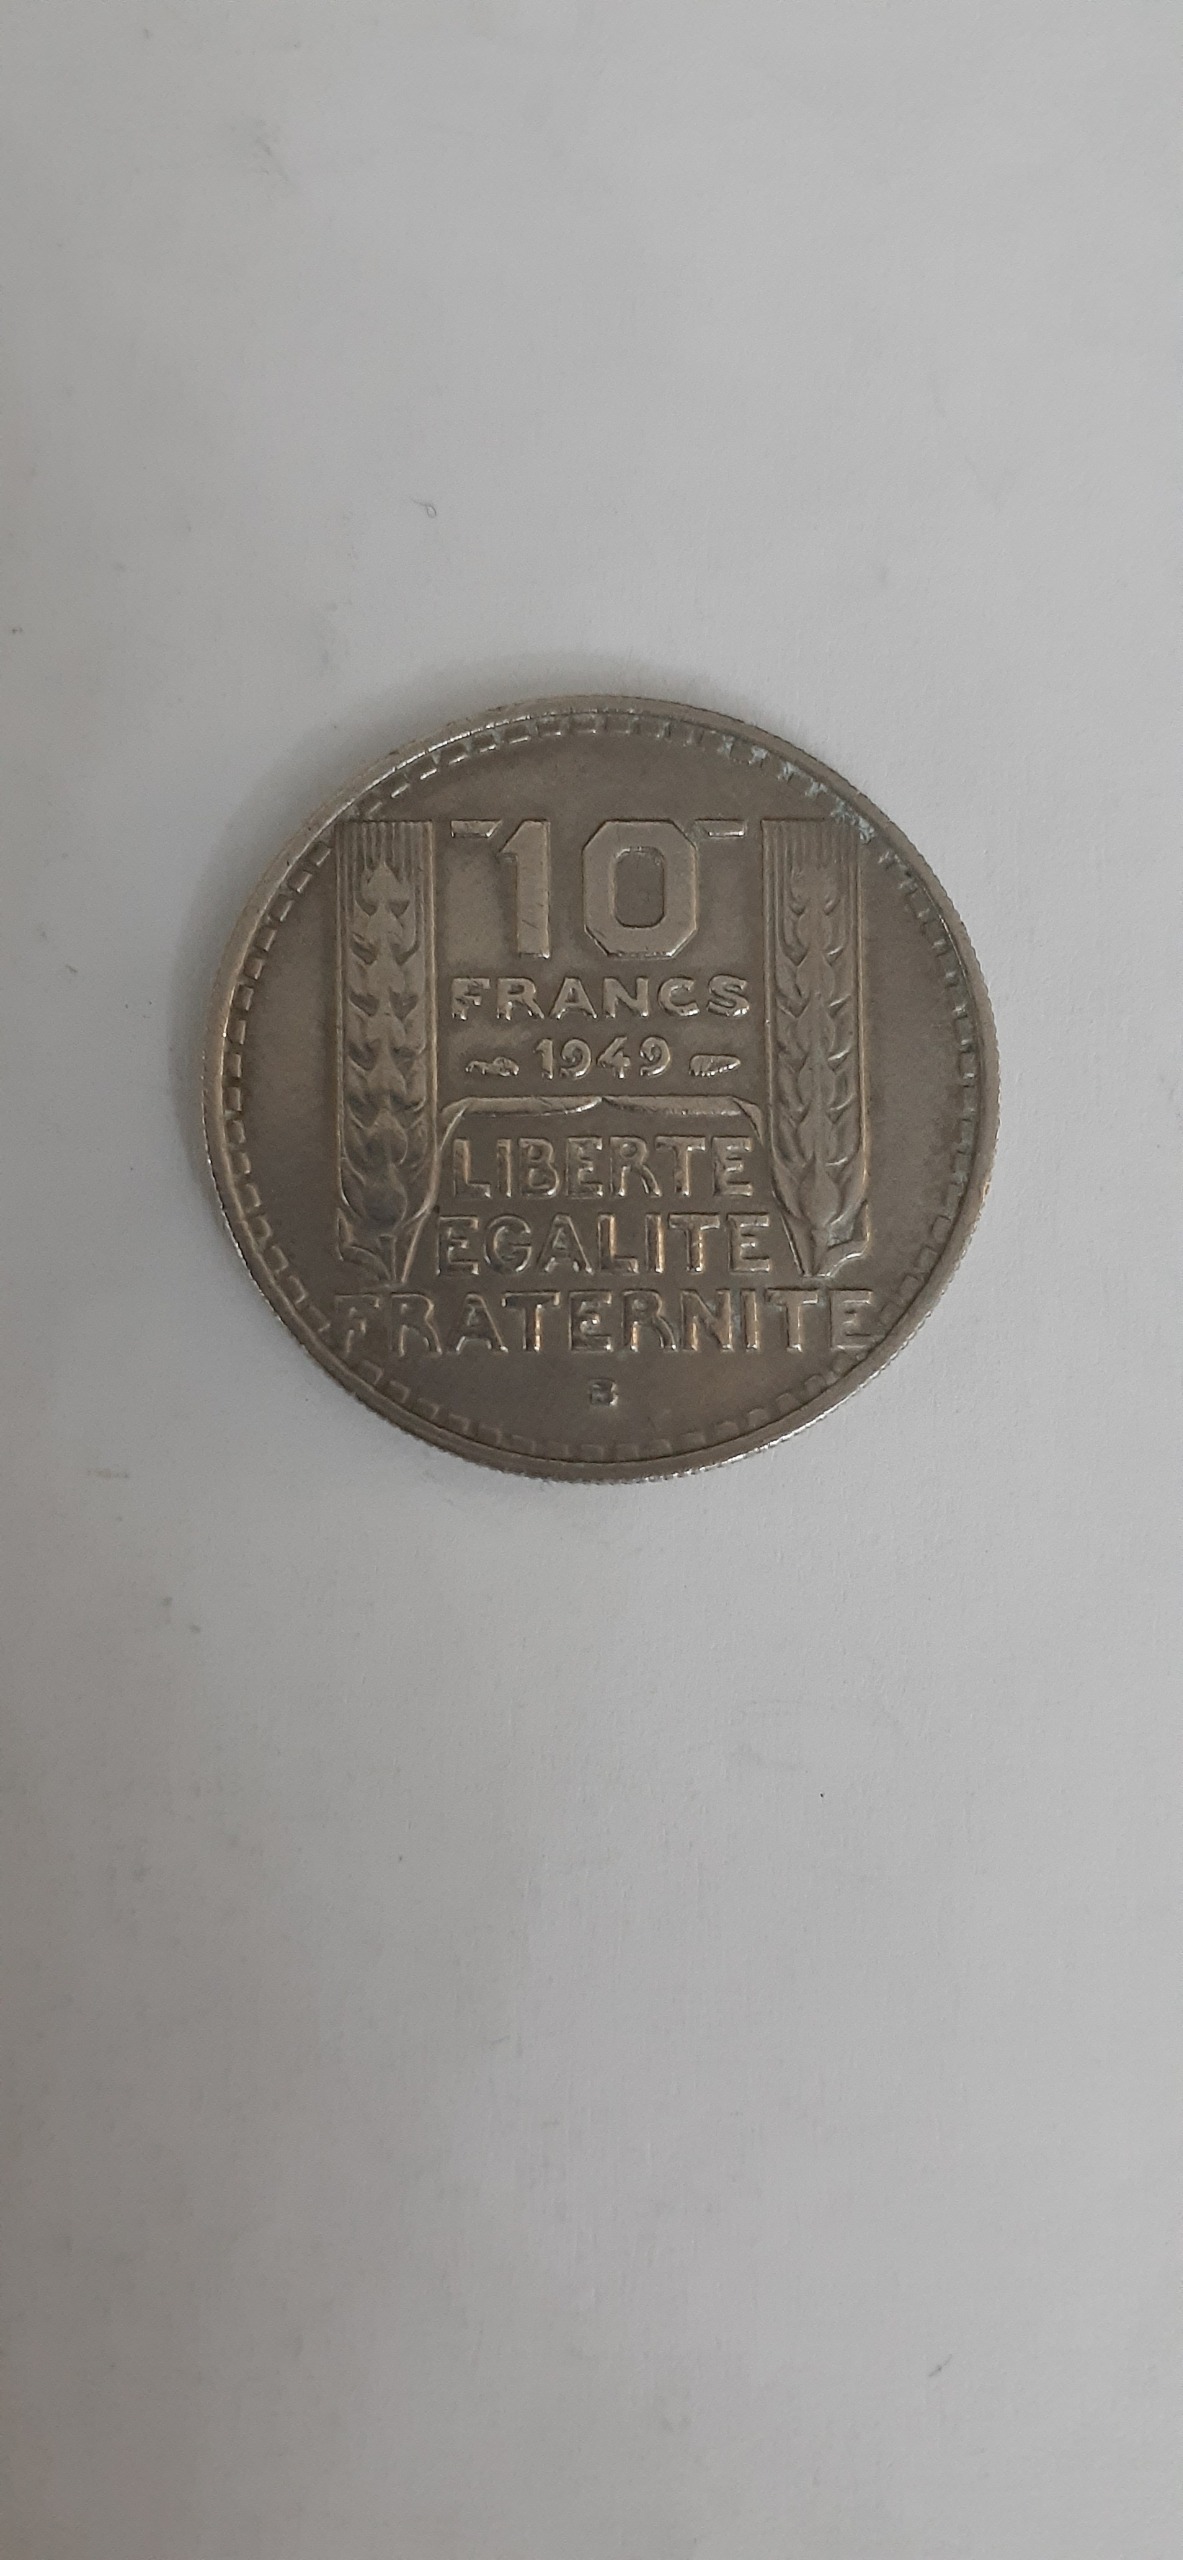 10
FRANCS
1949
LIBERTE
EGALITE
FRATERNITE
B